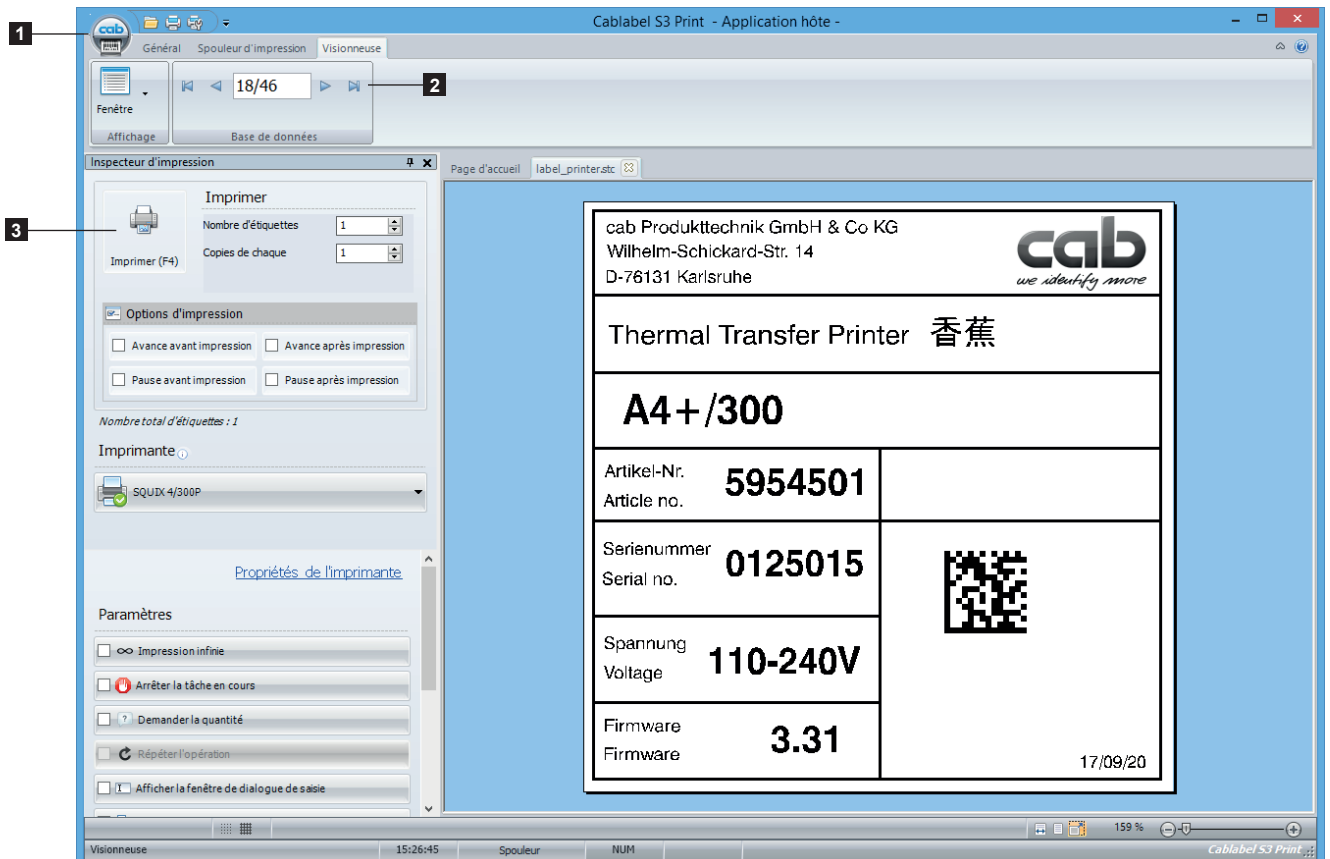 1
2
3
cab
Cablabel S3 Print - Application hôte -
Général Spouleur d'impression Visionneuse
18/46
Fenêtre
Affichage Base de données
Inspecteur d'impression
Page d'accueil label_printer.stc
Imprimer
Nombre d'étiquettes 1
Copies de chaque 1
Imprimer (F4)
Options d'impression
Avance avant impression Avance après impression
Pause avant impression Pause après impression
Nombre total d'étiquettes : 1
Imprimante
SQUIX 4/300P
Propriétés de l'imprimante
Paramètres
Impression infinie
Arrêter la tâche en cours
Demander la quantité
Répéter l'opération
Afficher la fenêtre de dialogue de saisie
cab Produkttechnik GmbH & Co KG
Wilhelm-Schickard-Str. 14
D-76131 Karlsruhe
cab
we identify more
Thermal Transfer Printer 香蕉
A4+/300
Artikel-Nr.
Article no.
5954501
Serienummer
Serial no.
0125015
Spannung
Voltage
110-240V
Firmware
Firmware
3.31
17/09/20
159 %
Visionneuse 15:26:45 Spouleur NUM Cablabel S3 Print